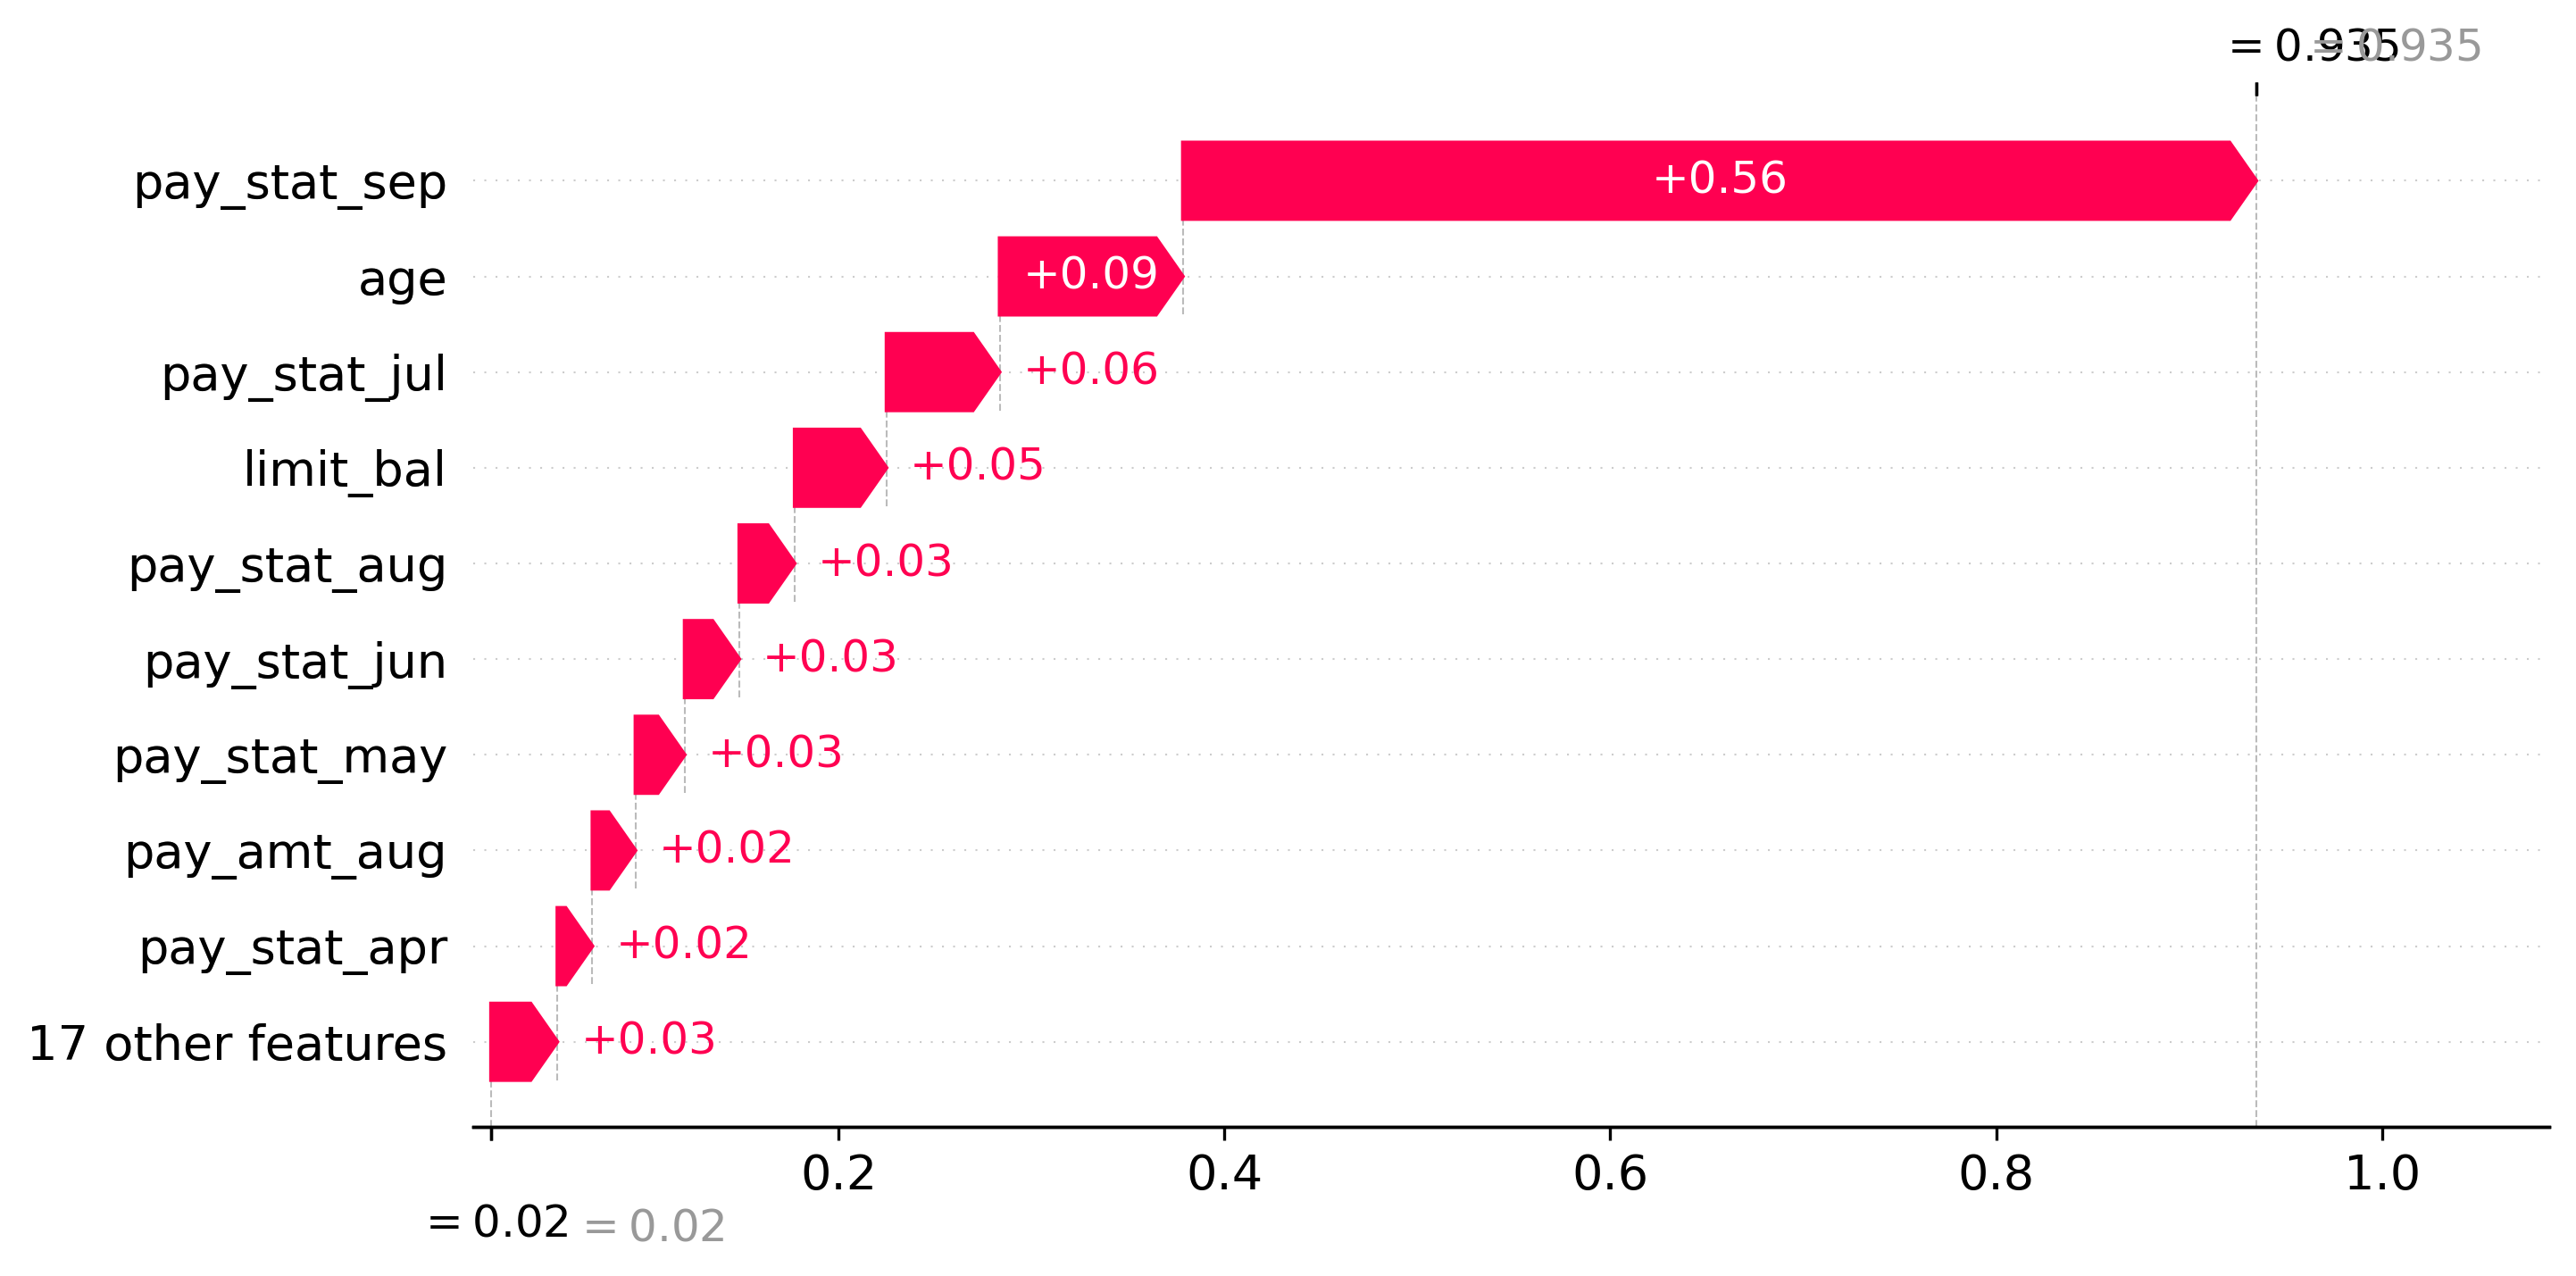 = 0.935 = 0.935
pay_stat_sep +0.56
age +0.09
pay_stat_jul +0.06
limit_bal +0.05
pay_stat_aug +0.03
pay_stat_jun +0.03
pay_stat_may +0.03
pay_amt_aug +0.02
pay_stat_apr +0.02
17 other features +0.03
0.2 0.4 0.6 0.8 1.0
= 0.02 = 0.02